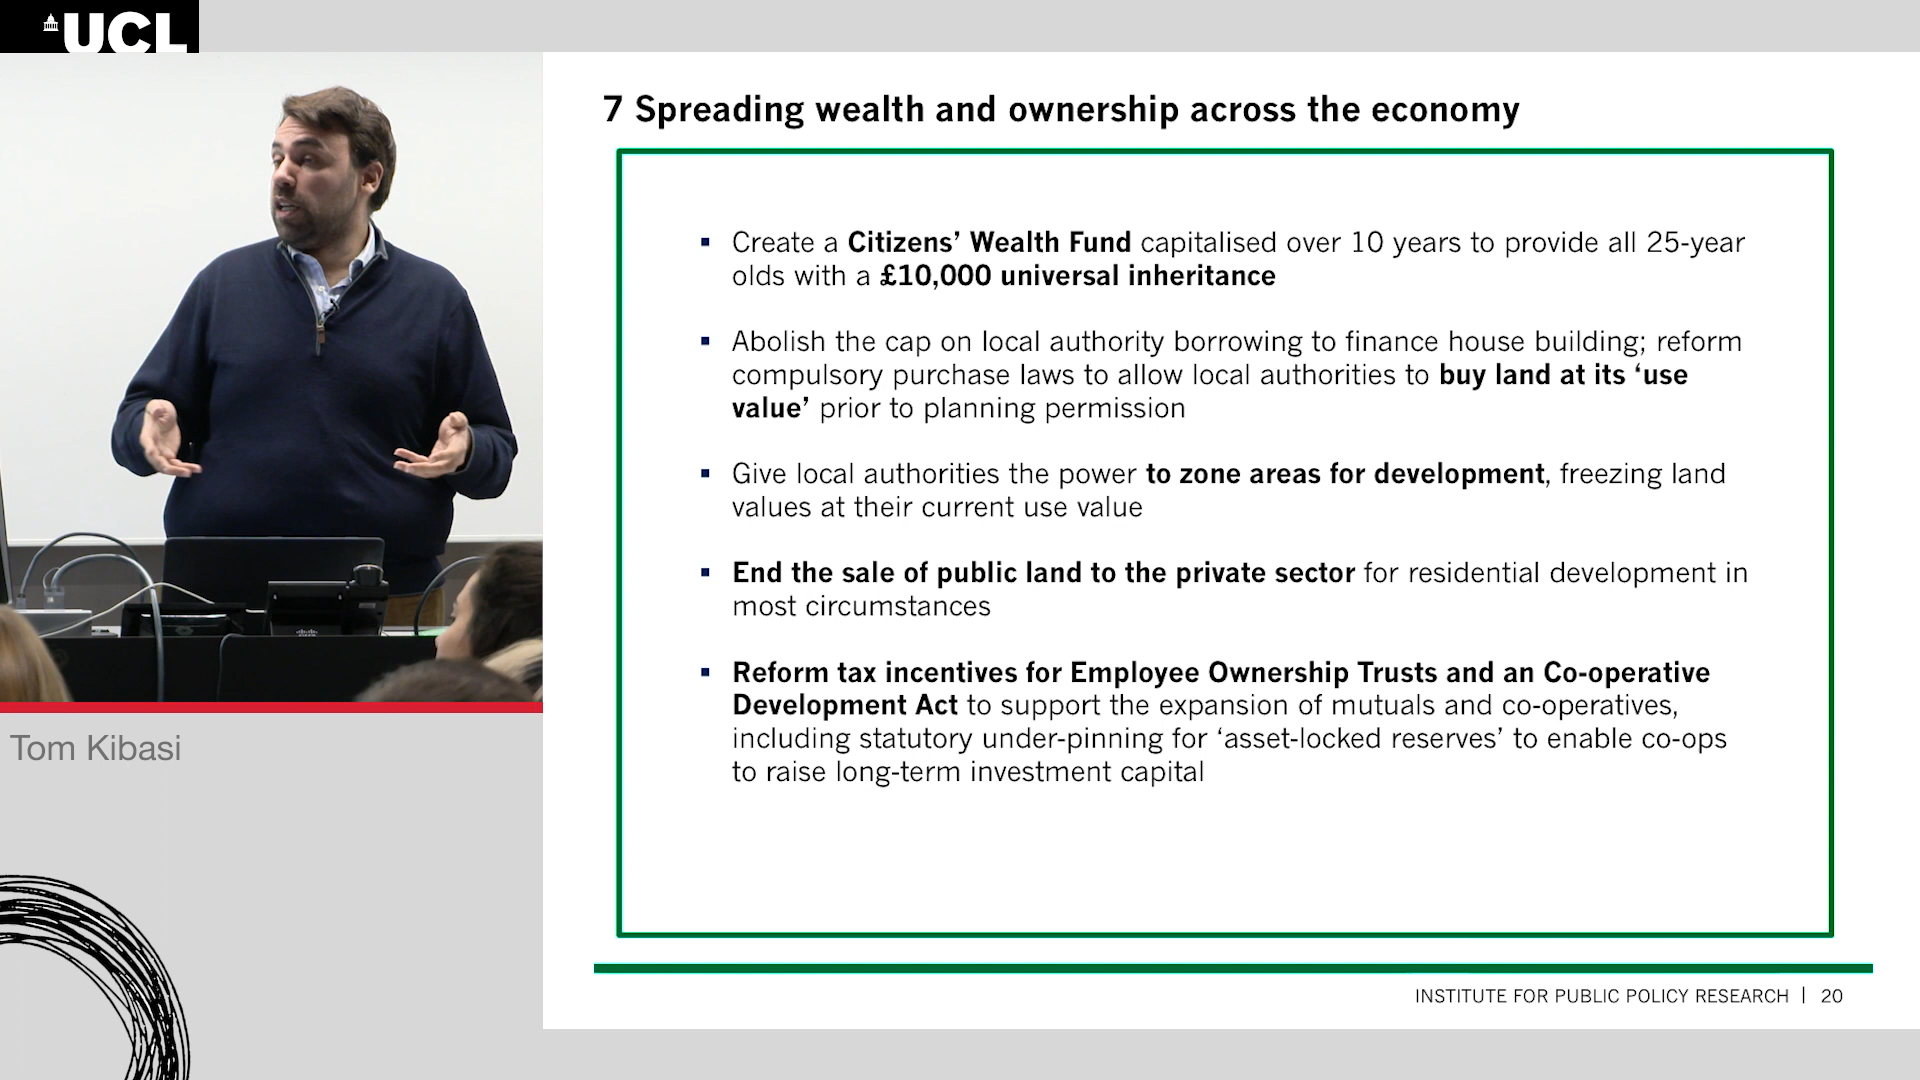 UCL
7 Spreading wealth and ownership across the economy
▪ Create a Citizens’ Wealth Fund capitalised over 10 years to provide all 25-year
olds with a £10,000 universal inheritance
▪ Abolish the cap on local authority borrowing to finance house building; reform
compulsory purchase laws to allow local authorities to buy land at its ‘use
value’ prior to planning permission
▪ Give local authorities the power to zone areas for development, freezing land
values at their current use value
▪ End the sale of public land to the private sector for residential development in
most circumstances
▪ Reform tax incentives for Employee Ownership Trusts and an Co-operative
Development Act to support the expansion of mutuals and co-operatives,
including statutory under-pinning for ‘asset-locked reserves’ to enable co-ops
to raise long-term investment capital
INSTITUTE FOR PUBLIC POLICY RESEARCH | 20
Tom Kibasi